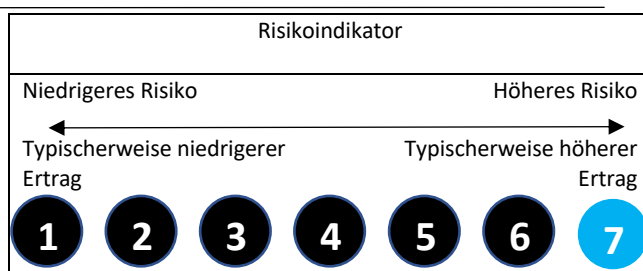 Risikoindikator
Niedrigeres Risiko Höheres Risiko
Typischerweise niedrigerer Typischerweise höherer
Ertrag Ertrag
1 2 3 4 5 6 7